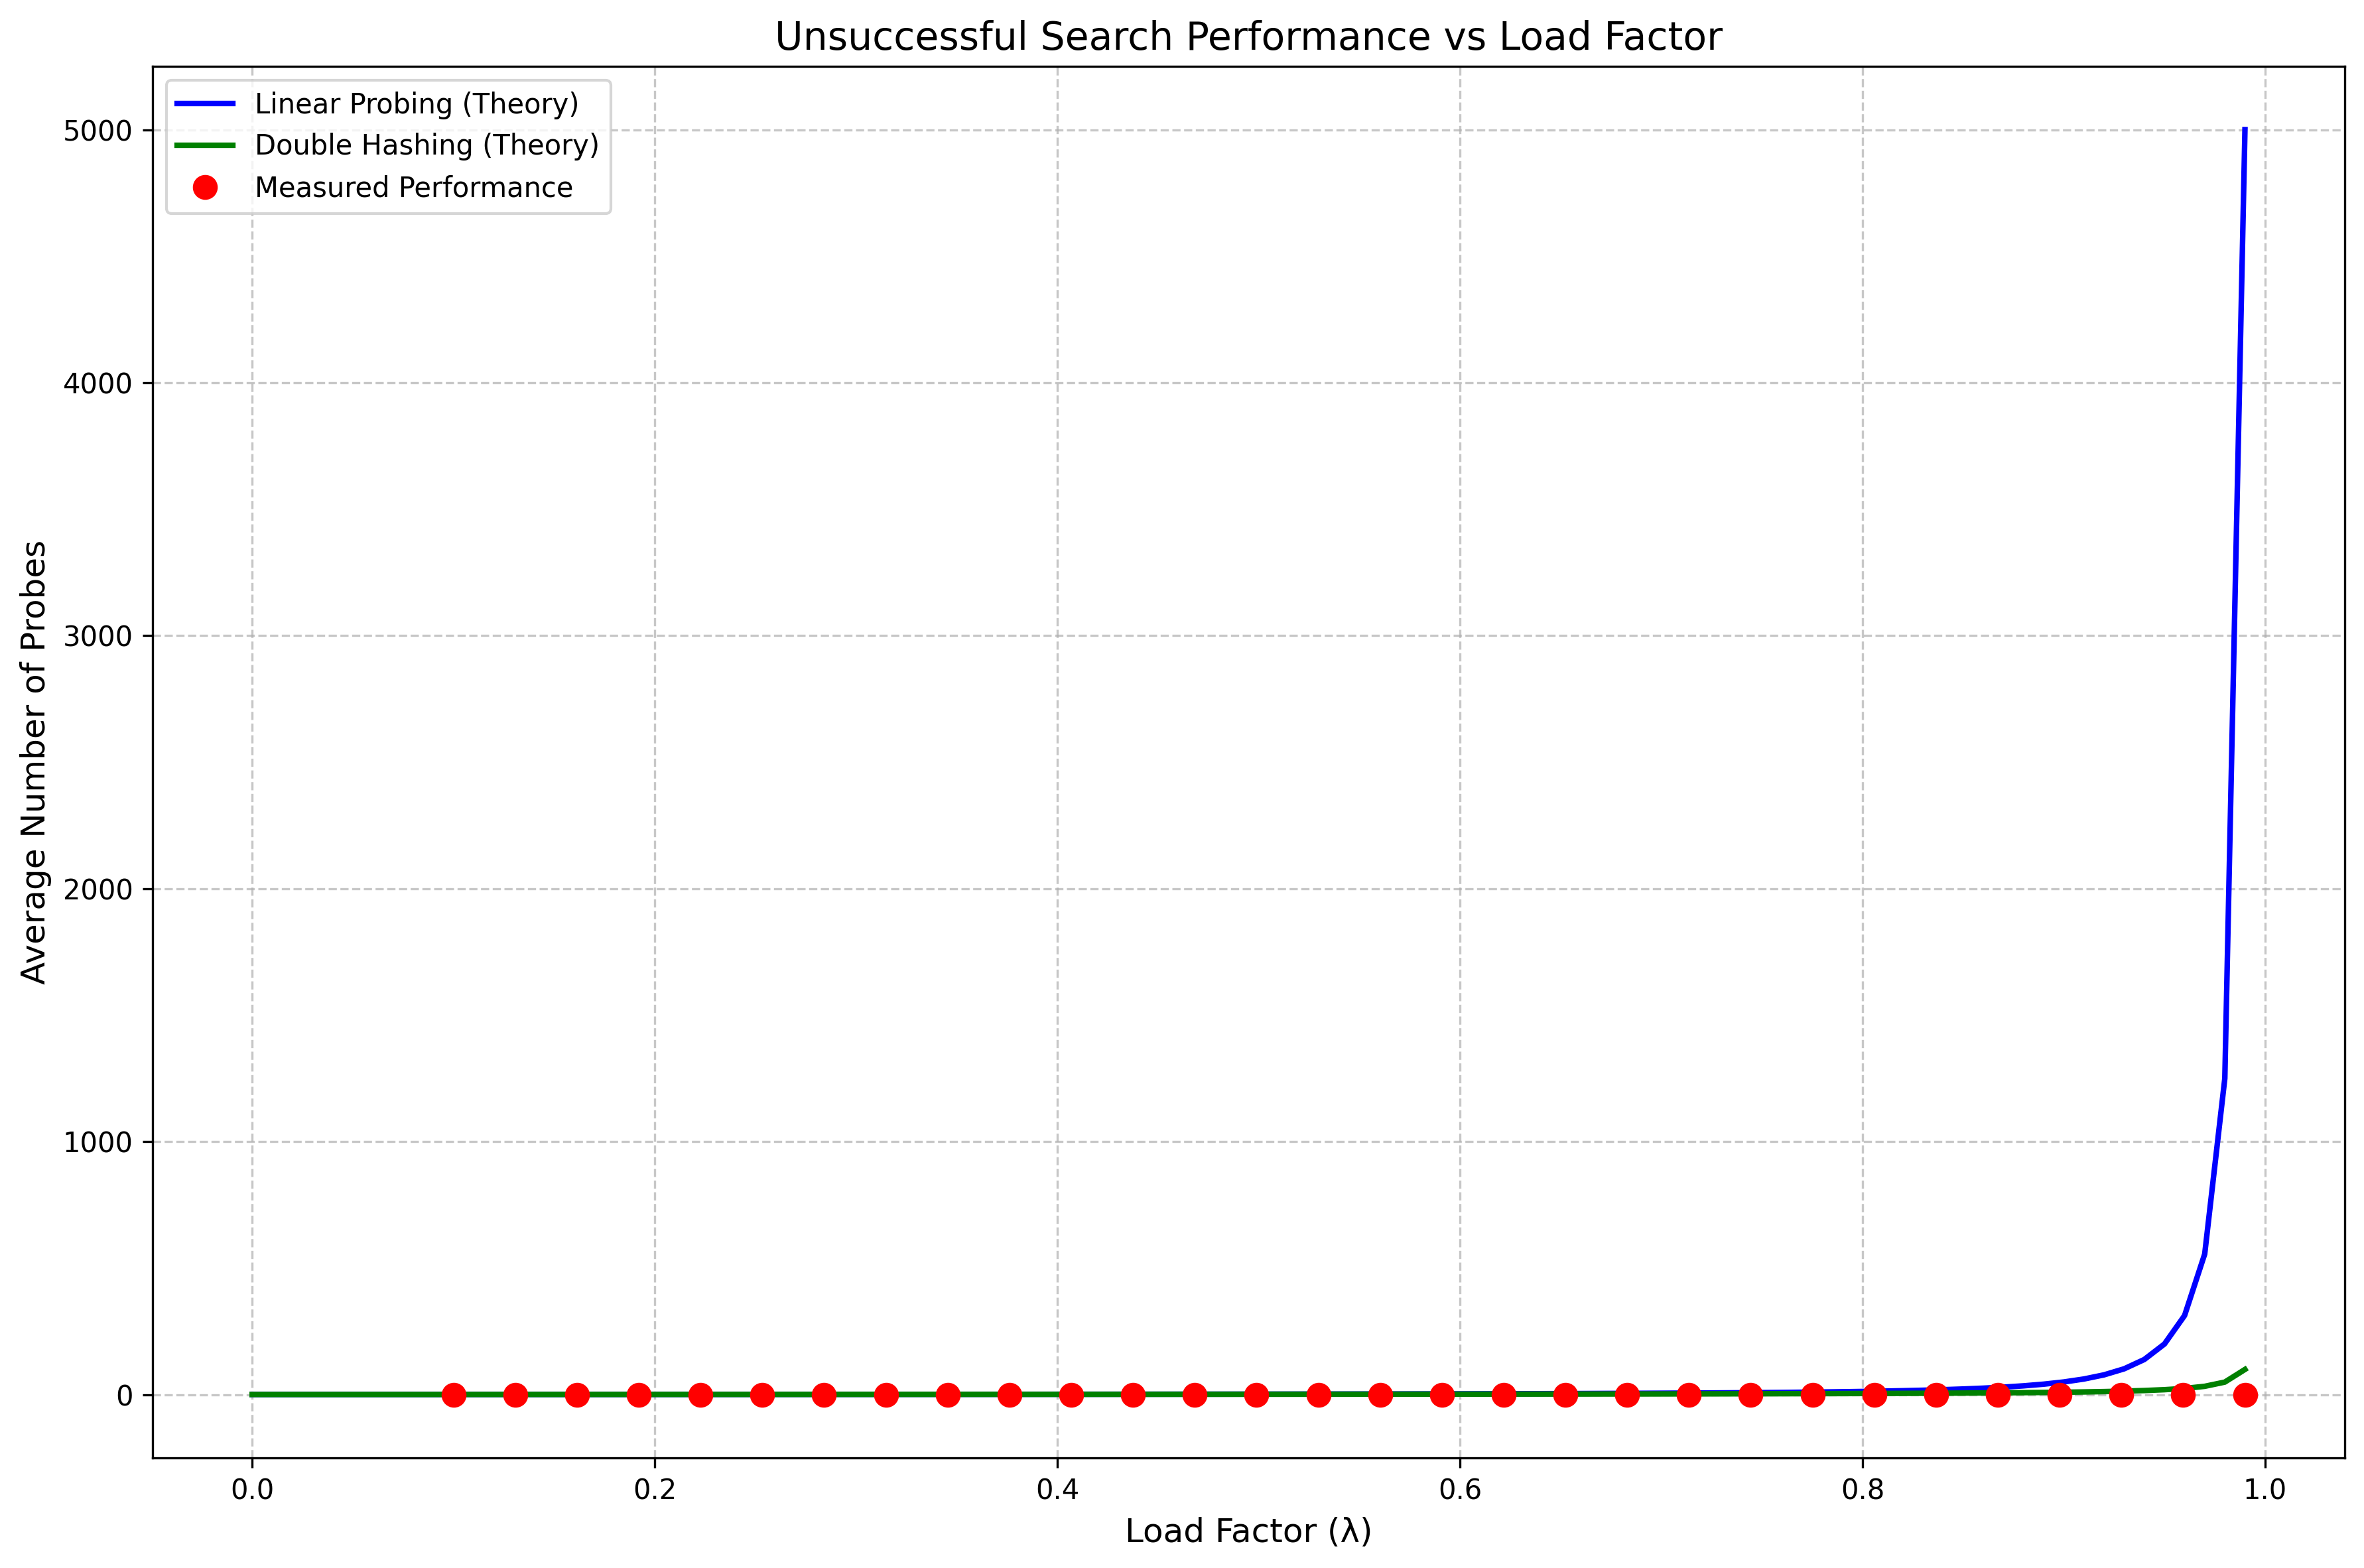 Unsuccessful Search Performance vs Load Factor
Linear Probing (Theory)
Double Hashing (Theory)
Measured Performance
Average Number of Probes
5000
4000
3000
2000
1000
0
0.0
0.2
0.4
0.6
0.8
1.0
Load Factor (λ)